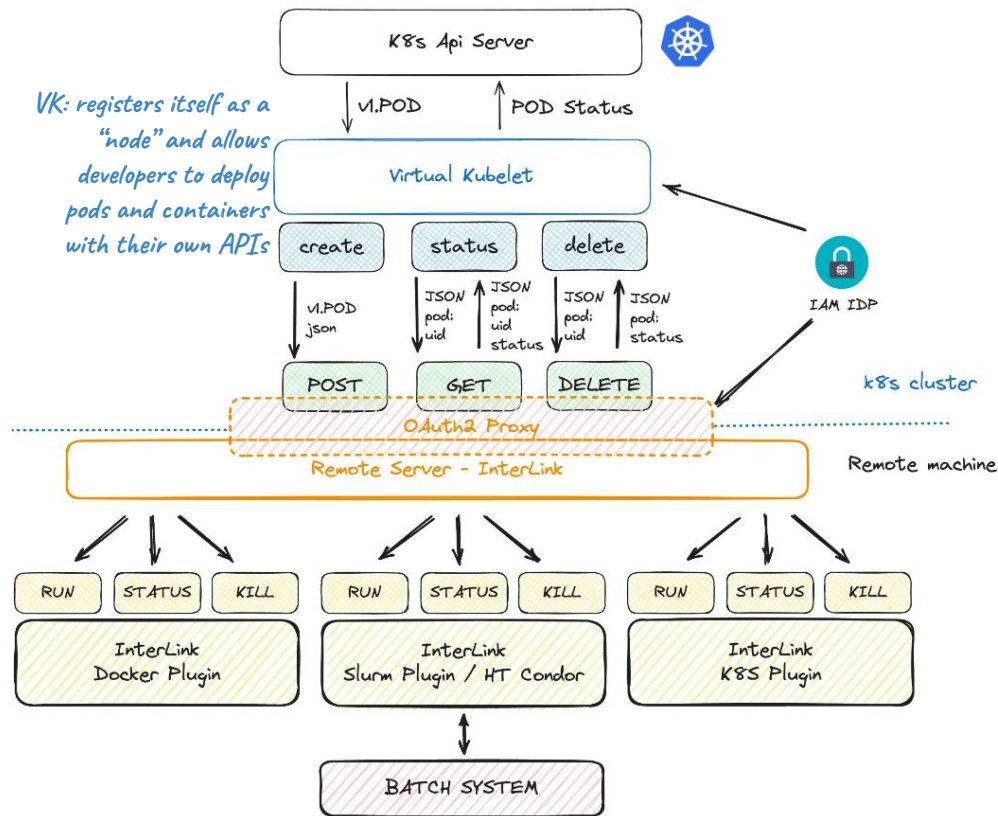 K8s Api Server
v1.POD
POD Status
VK: registers itself as a
"node" and allows
developers to deploy
pods and containers
with their own APIs
Virtual Kubelet
create
status
delete
v1.POD
json
JSON
pod:
uid
JSON
pod:
uid
status
JSON
pod:
uid
JSON
pod:
status
IAM IDP
POST
GET
DELETE
K8s cluster
OAuth2 Proxy
Remote Server - InterLink
Remote machine
RUN
STATUS
KILL
RUN
STATUS
KILL
RUN
STATUS
KILL
InterLink
Docker Plugin
InterLink
Slurm Plugin / HT Condor
InterLink
K8S Plugin
BATCH SYSTEM